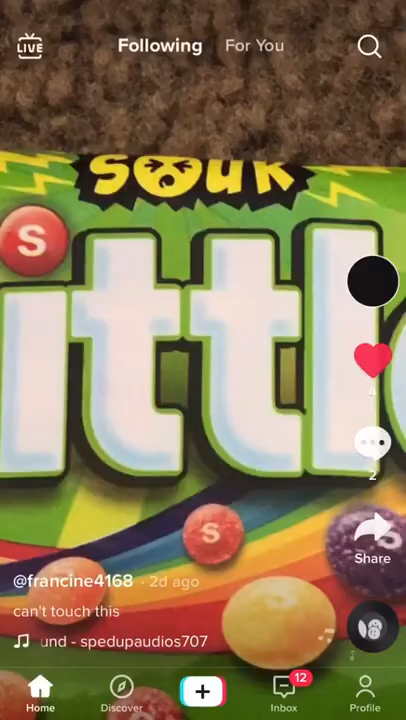 LIVE
Following For You
SOUR
ittl
S
S
S
4
2
Share
@francine4168 · 2d ago
can't touch this
und - spedupaudios707
12
Home Discover Inbox Profile